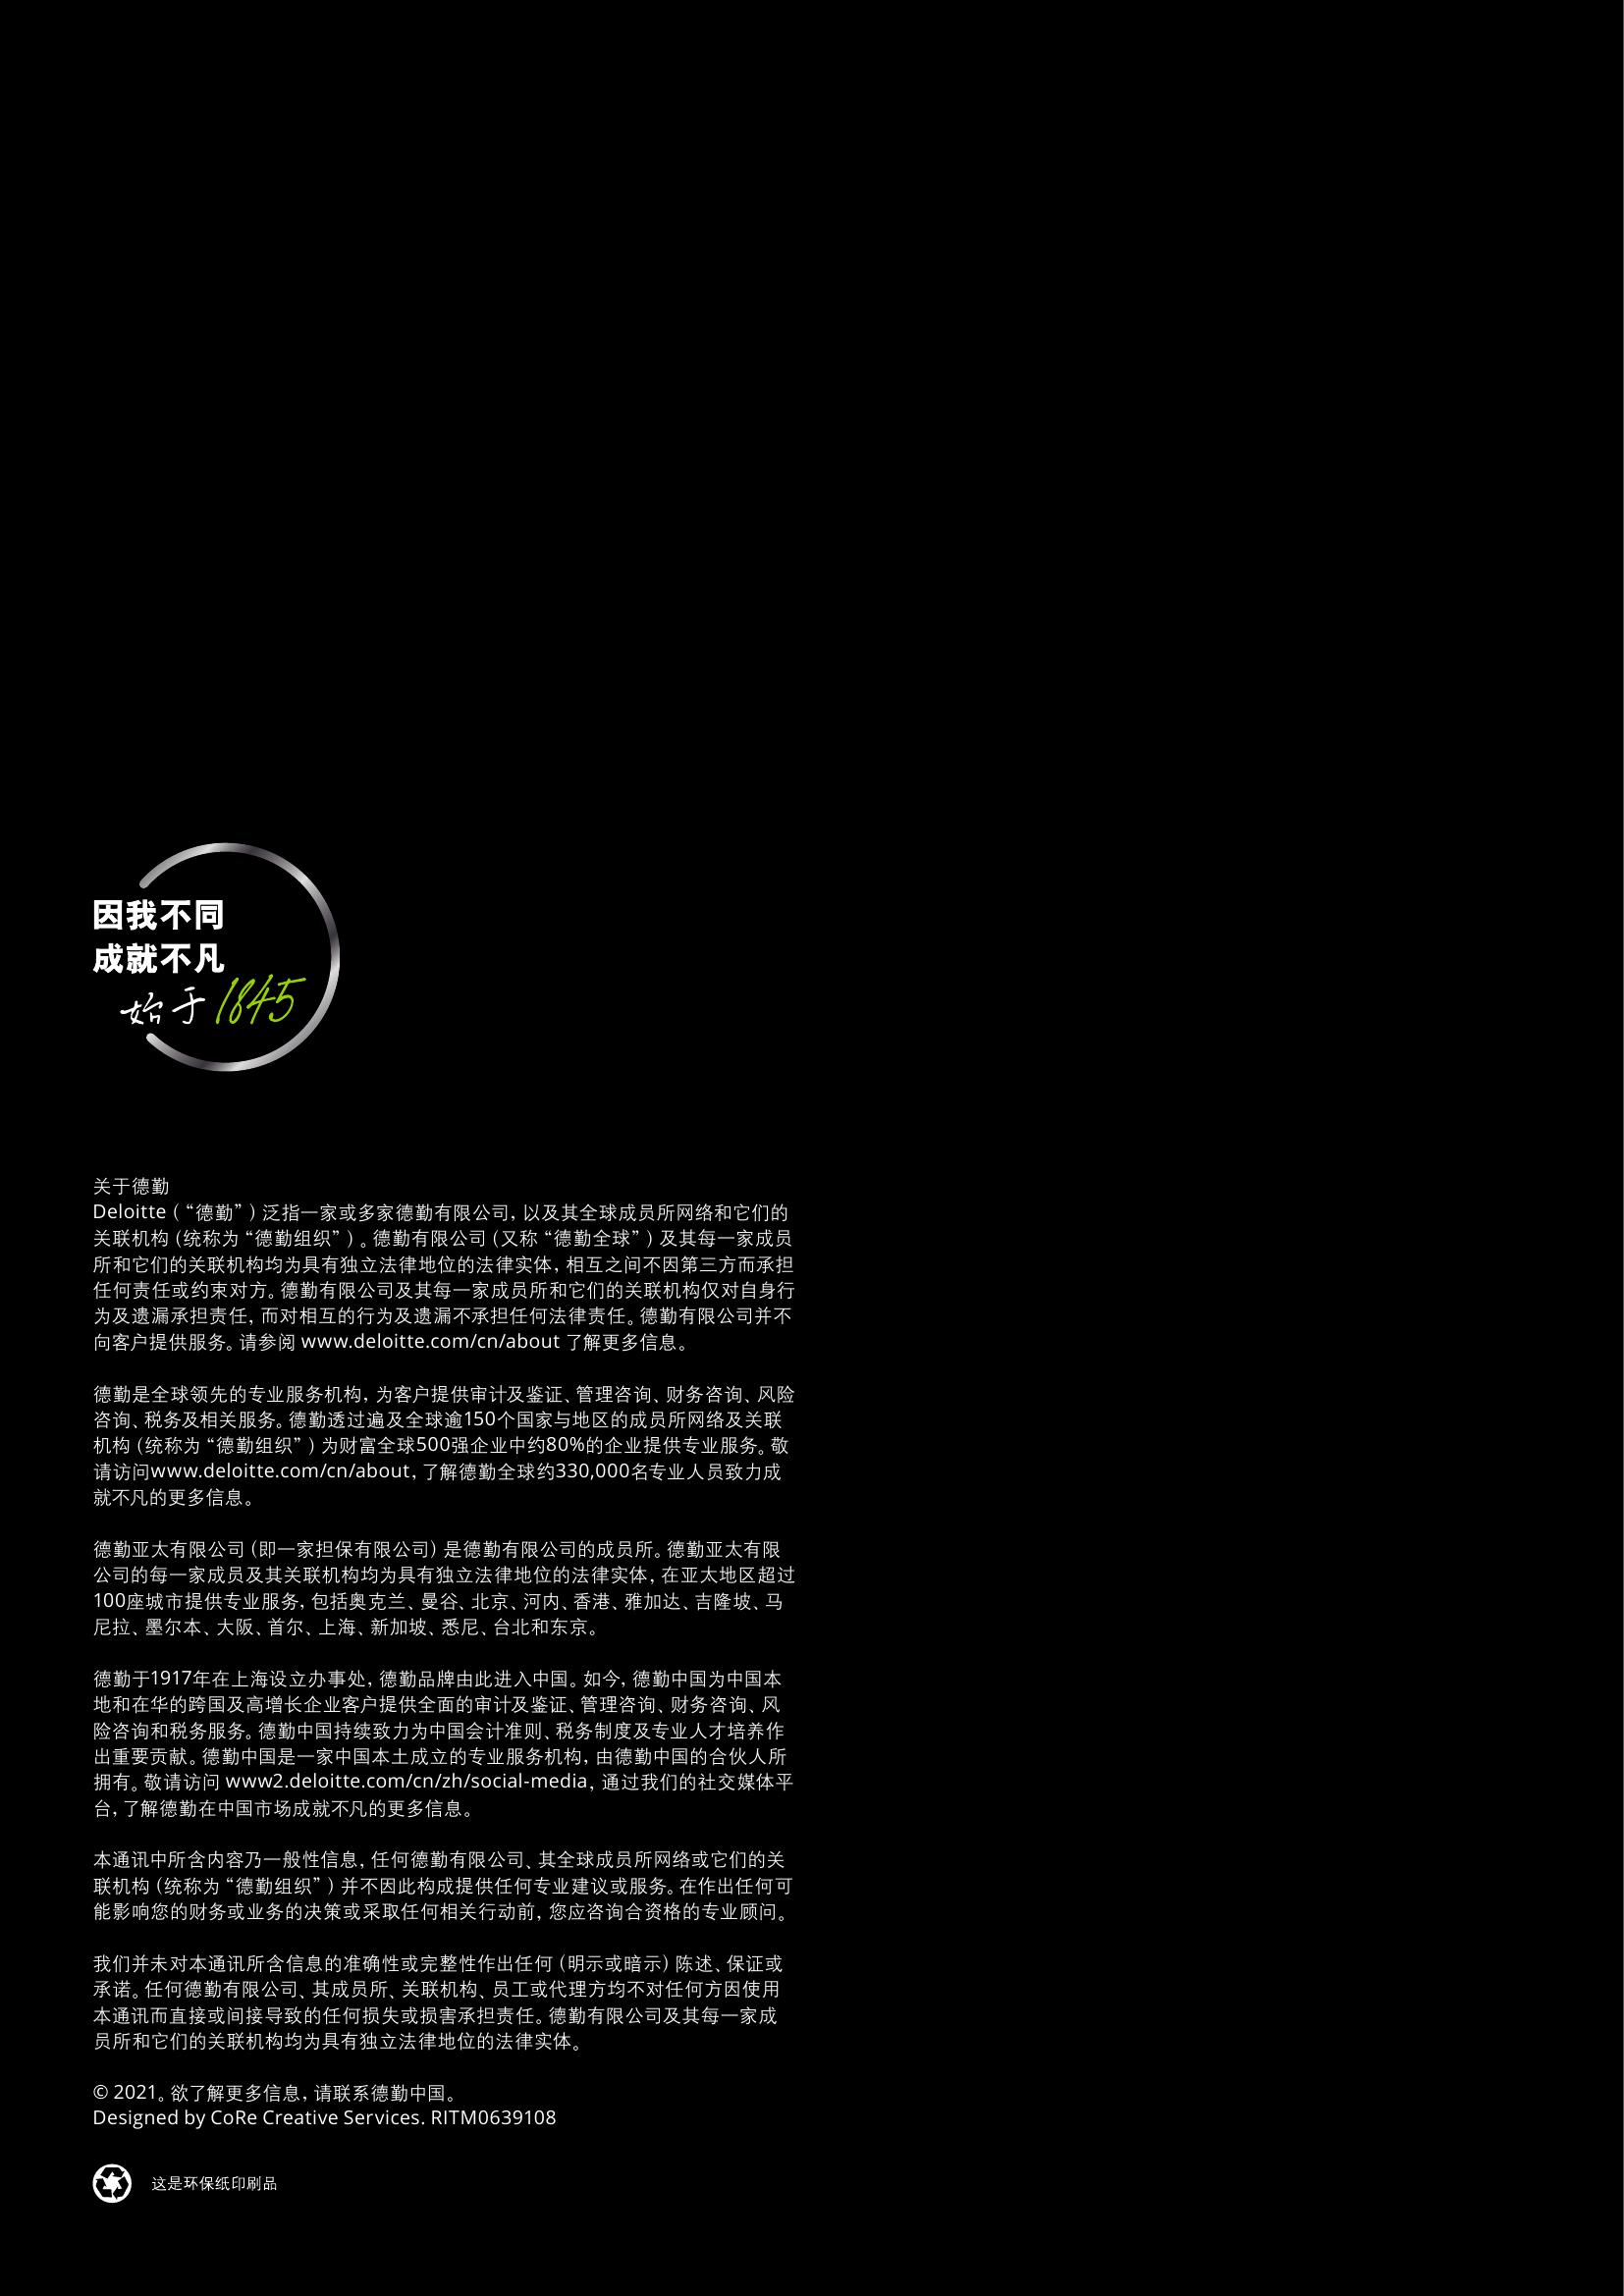 因我不同
成就不凡
始于1845
关于德勤
Deloitte（“德勤”）泛指一家或多家德勤有限公司，以及其全球成员所网络和它们的
关联机构（统称为“德勤组织”）。德勤有限公司（又称“德勤全球”）及其每一家成员
所和它们的关联机构均为具有独立法律地位的法律实体，相互之间不因第三方而承担
任何责任或约束对方。德勤有限公司及其每一家成员所和它们的关联机构仅对自身行
为及遗漏承担责任，而对相互的行为及遗漏不承担任何法律责任。德勤有限公司并不
向客户提供服务。请参阅 www.deloitte.com/cn/about 了解更多信息。
德勤是全球领先的专业服务机构，为客户提供审计及鉴证、管理咨询、财务咨询、风险
咨询、税务及相关服务。德勤透过遍及全球逾150个国家与地区的成员所网络及关联
机构（统称为“德勤组织”）为财富全球500强企业中约80%的企业提供专业服务。敬
请访问www.deloitte.com/cn/about，了解德勤全球约330,000名专业人员致力成
就不凡的更多信息。
德勤亚太有限公司（即一家担保有限公司）是德勤有限公司的成员所。德勤亚太有限
公司的每一家成员及其关联机构均为具有独立法律地位的法律实体，在亚太地区超过
100座城市提供专业服务，包括奥克兰、曼谷、北京、河内、香港、雅加达、吉隆坡、马
尼拉、墨尔本、大阪、首尔、上海、新加坡、悉尼、台北和东京。
德勤于1917年在上海设立办事处，德勤品牌由此进入中国。如今，德勤中国为中国本
地和在华的跨国及高增长企业客户提供全面的审计及鉴证、管理咨询、财务咨询、风
险咨询和税务服务。德勤中国持续致力为中国会计准则、税务制度及专业人才培养作
出重要贡献。德勤中国是一家中国本土成立的专业服务机构，由德勤中国的合伙人所
拥有。敬请访问 www2.deloitte.com/cn/zh/social-media，通过我们的社交媒体平
台，了解德勤在中国市场成就不凡的更多信息。
本通讯中所含内容乃一般性信息，任何德勤有限公司、其全球成员所网络或它们的关
联机构（统称为“德勤组织”）并不因此构成提供任何专业建议或服务。在作出任何可
能影响您的财务或业务的决策或采取任何相关行动前，您应咨询合资格的专业顾问。
我们并未对本通讯所含信息的准确性或完整性作出任何（明示或暗示）陈述、保证或
承诺。任何德勤有限公司、其成员所、关联机构、员工或代理方均不对任何方因使用
本通讯而直接或间接导致的任何损失或损害承担责任。德勤有限公司及其每一家成
员所和它们的关联机构均为具有独立法律地位的法律实体。
© 2021。欲了解更多信息，请联系德勤中国。
Designed by CoRe Creative Services. RITM0639108
这是环保纸印刷品